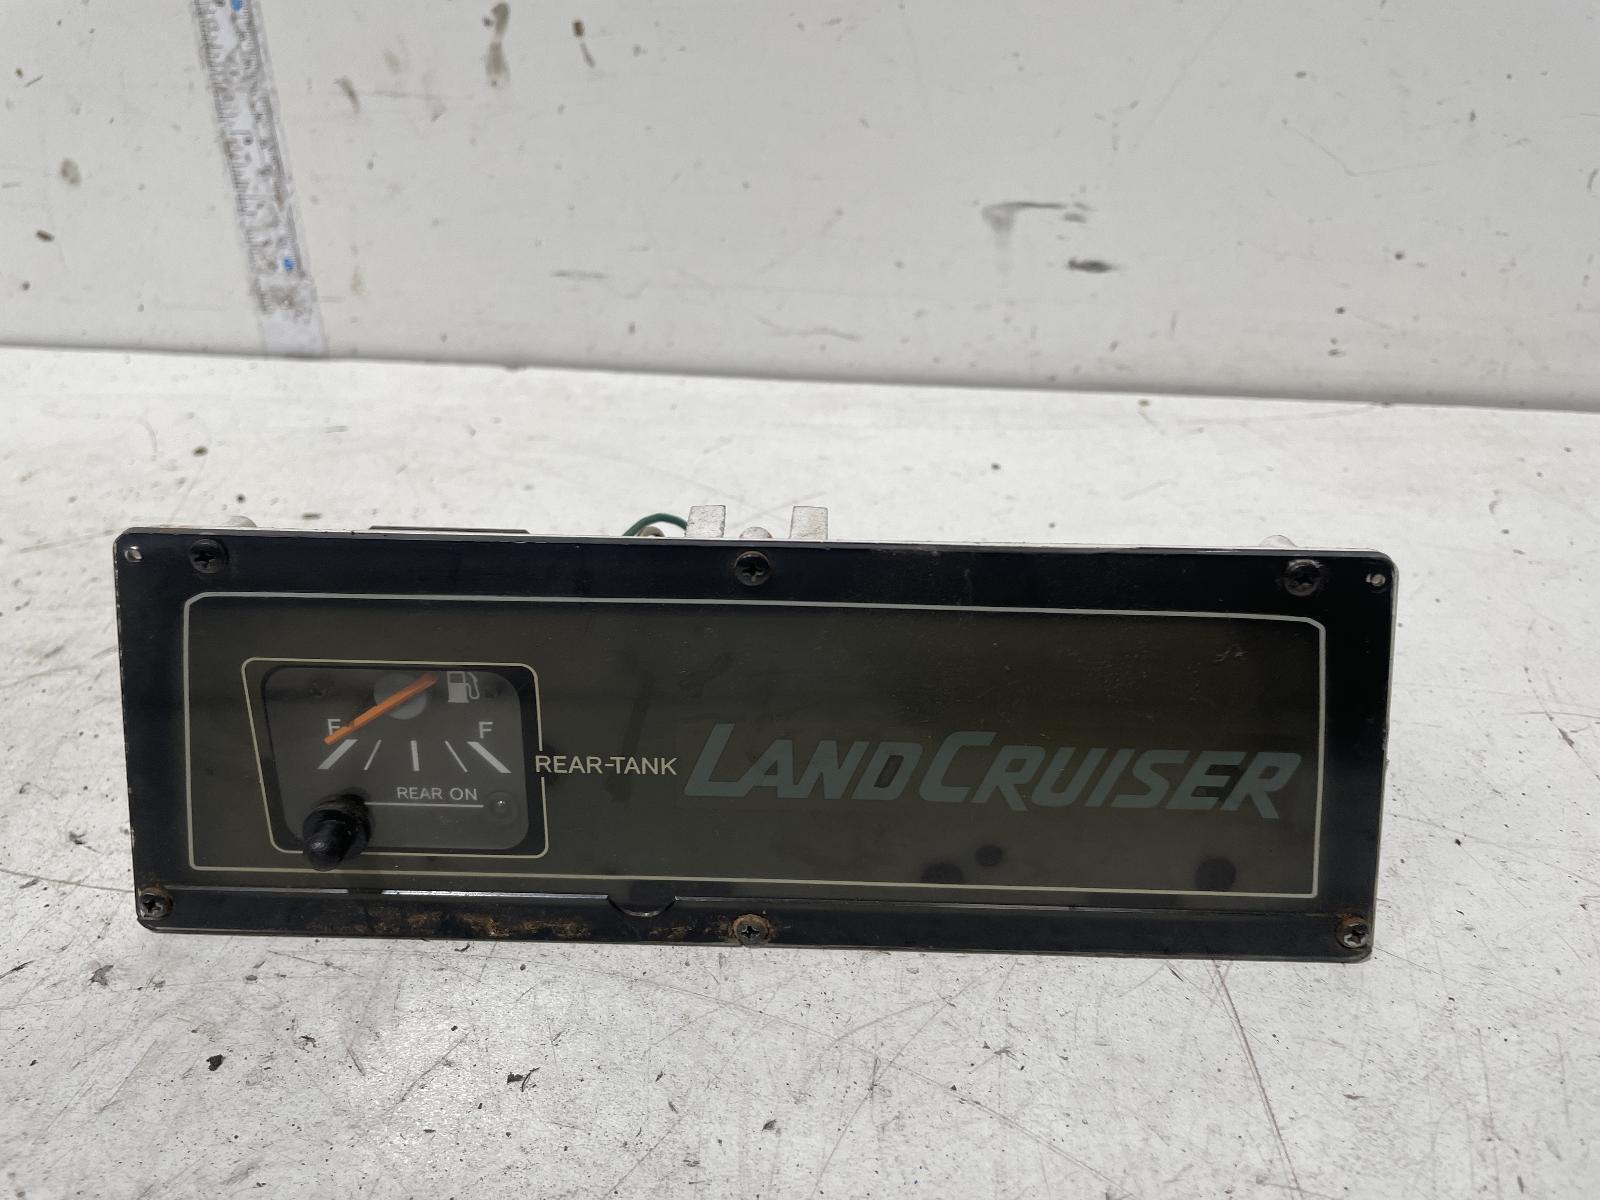 E F
REAR ON
REAR-TANK
LANDCRUISER